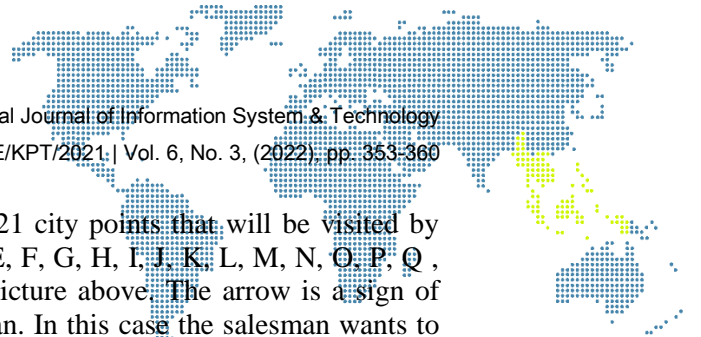 al Journal of Information System & Technology
E/KPT/2021 | Vol. 6, No. 3, (2022), pp. 353-360
21 city points that will be visited by
E, F, G, H, I, J, K, L, M, N, O, P, Q ,
icture above. The arrow is a sign of
an. In this case the salesman wants to